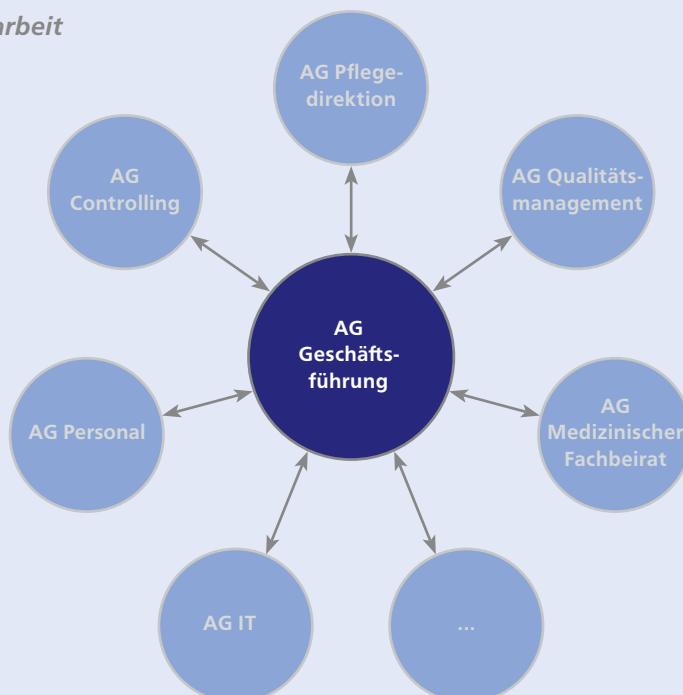 arbeit
AG Pflege-
direktion
AG
Controlling
AG Qualitäts-
management
AG
Geschäfts-
führung
AG Personal
AG
Medizinischer
Fachbeirat
AG IT
...